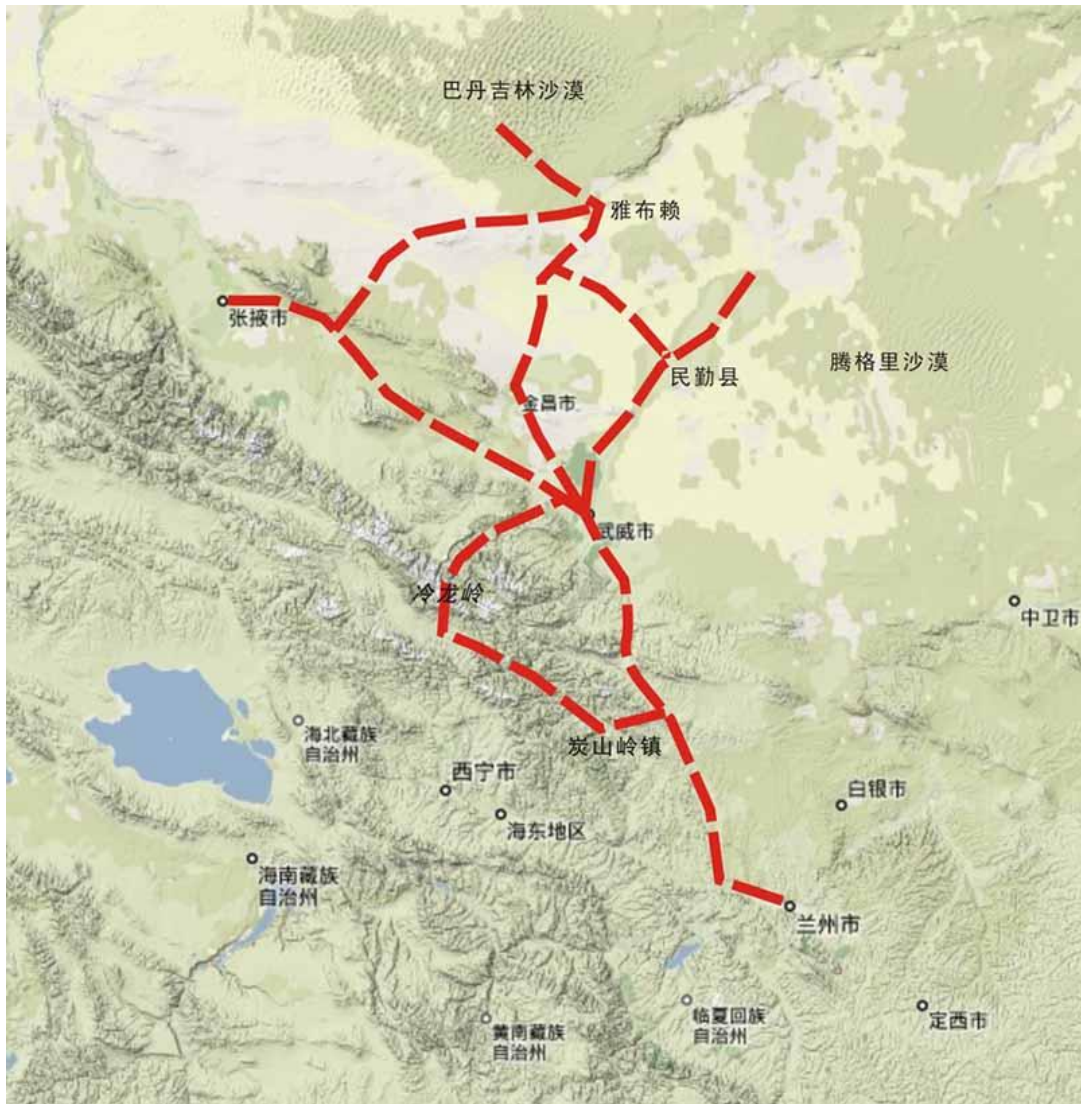 巴丹吉林沙漠
雅布赖
张掖市
腾格里沙漠
民勤县
金昌市
武威市
冷龙岭
中卫市
海北藏族
自治州
炭山岭镇
西宁市
白银市
海东地区
海南藏族
自治州
兰州市
临夏回族
自治州
定西市
黄南藏族
自治州